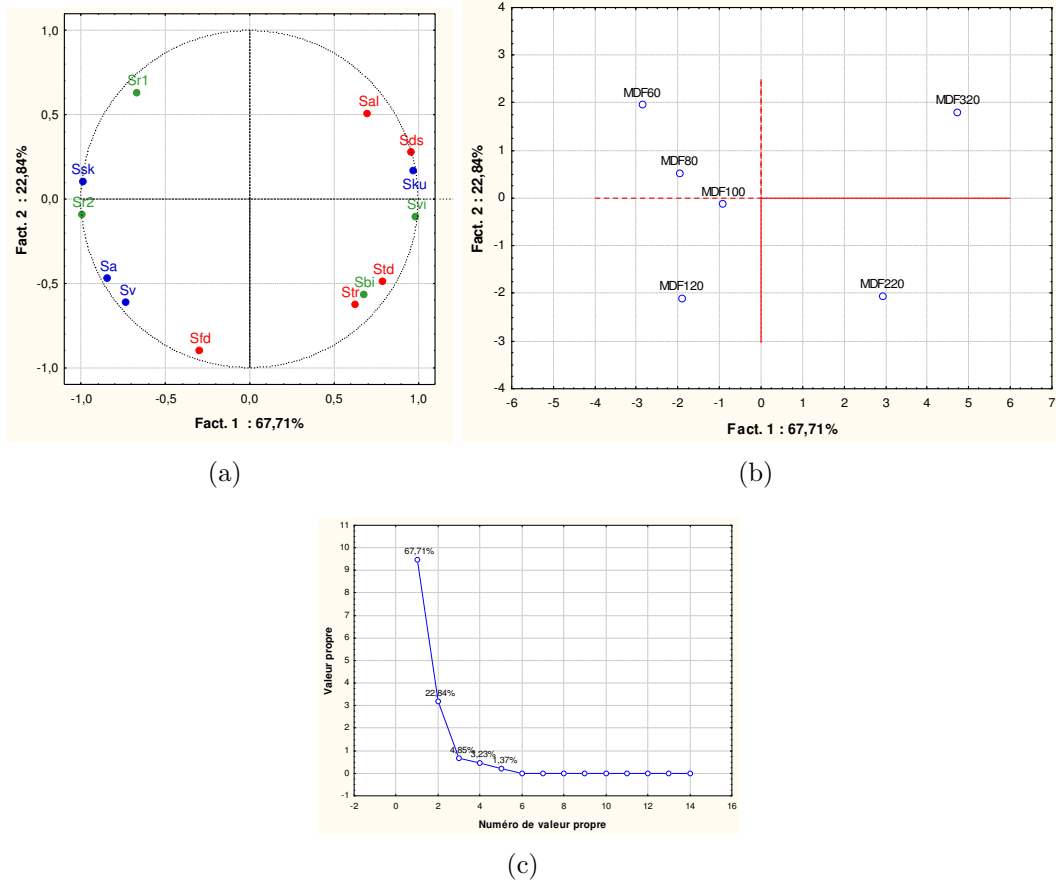 1,0
0,5
0,0
-0,5
-1,0
-1,0
-0,5
0,0
0,5
1,0
Fact. 2 : 22,84%
Fact. 1 : 67,71%
Sr1
Sal
Sds
Ssk
Sku
Sr2
Svi
Sa
Std
Sv
Sbi
Str
Sfd
(a)
4
3
2
1
0
-1
-2
-3
-4
-6
-5
-4
-3
-2
-1
0
1
2
3
4
5
6
7
Fact. 2 : 22,84%
Fact. 1 : 67,71%
MDF60
MDF320
MDF80
MDF100
MDF120
MDF220
(b)
11
10
9
8
7
6
5
4
3
2
1
0
-1
-2
0
2
4
6
8
10
12
14
16
Valeur propre
Numéro de valeur propre
67,71%
22,84%
4,85%
3,23%
1,37%
(c)